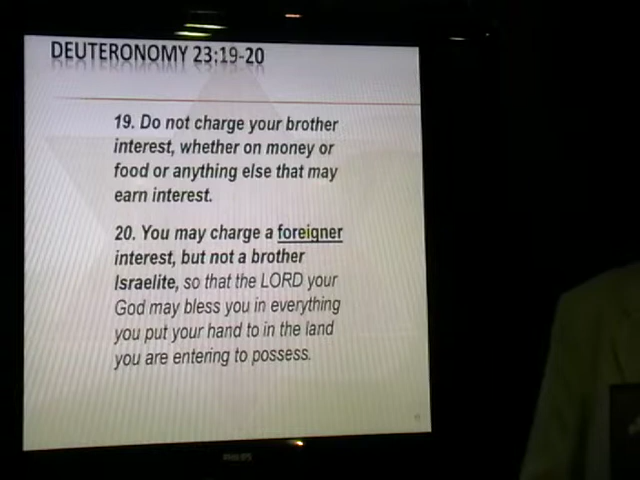 DEUTERONOMY 23:19-20
19. Do not charge your brother
interest, whether on money or
food or anything else that may
earn interest.
20. You may charge a foreigner
interest, but not a brother
Israelite, so that the LORD your
God may bless you in everything
you put your hand to in the land
you are entering to possess.
PHILIPS